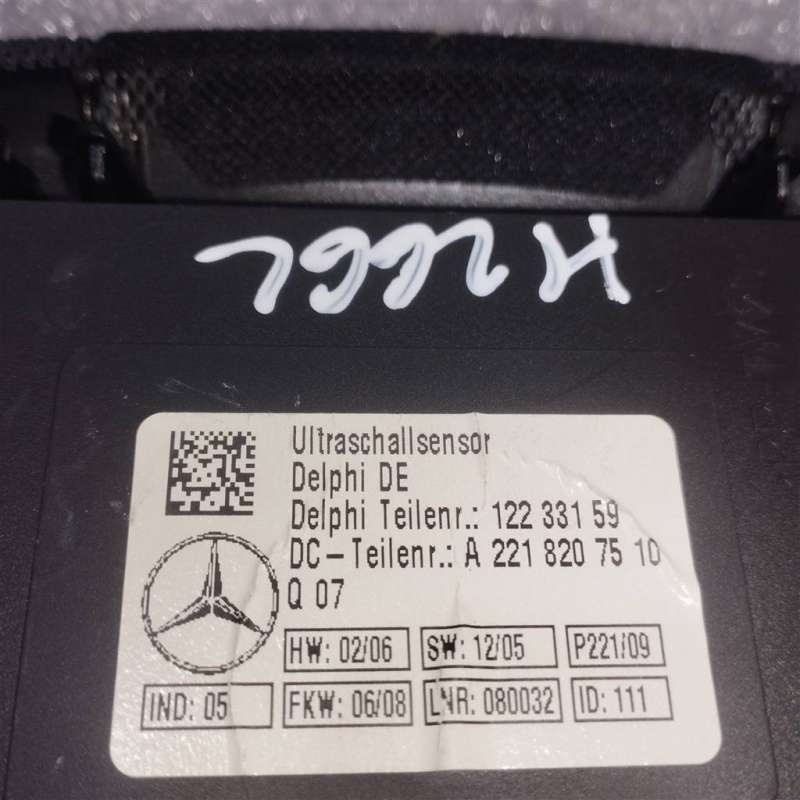 Ultraschallsensor
Delphi DE
Delphi Teilenr.: 122 331 59
DC-Teilenr.: A 221 820 75 10
Q 07
HW: 02/06 SW: 12/05 P221/09
IND: 05 FKW: 06/08 LNR: 080032 ID: 111